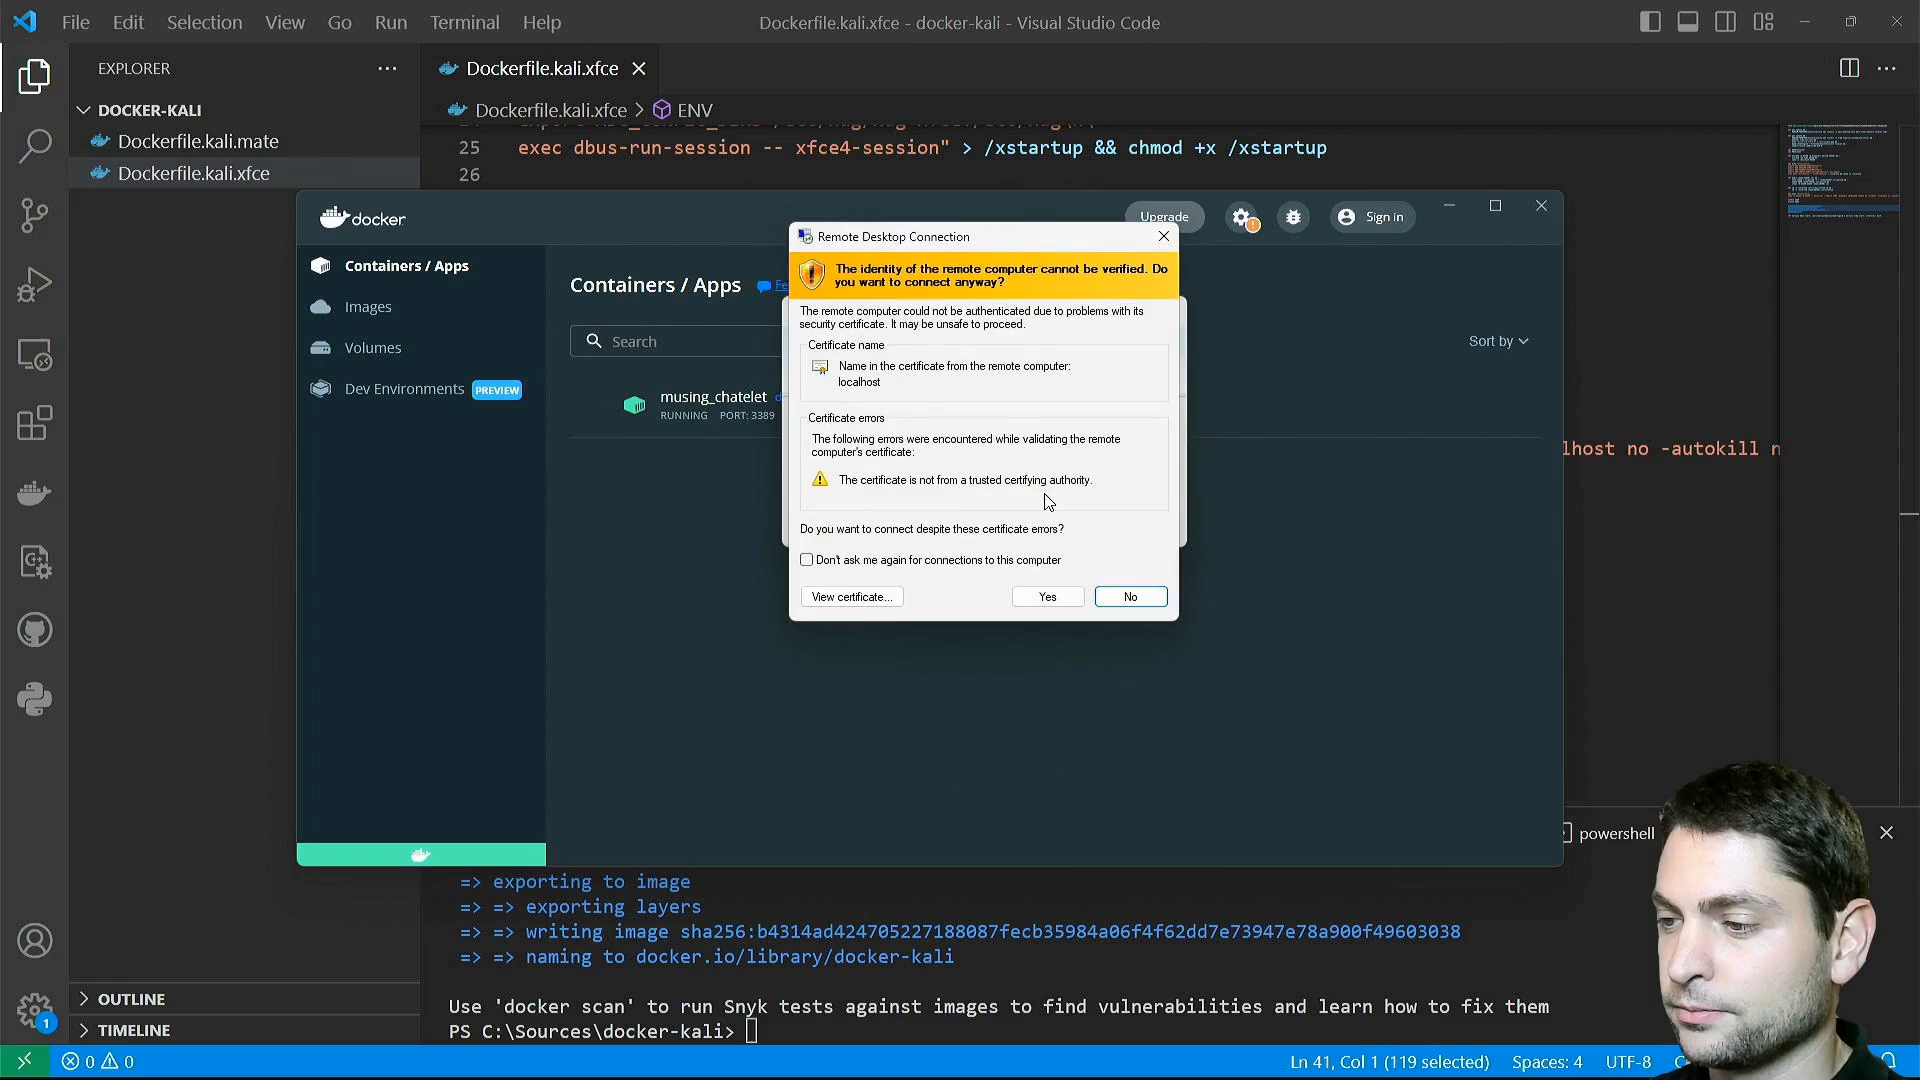 File Edit Selection View Go Run Terminal Help
Dockerfile.kali.xfce - docker-kali - Visual Studio Code
EXPLORER
DOCKER-KALI
Dockerfile.kali.mate
Dockerfile.kali.xfce
Dockerfile.kali.xfce
Dockerfile.kali.xfce > ENV
25 exec dbus-run-session -- xfce4-session" > /xstartup && chmod +x /xstartup
26
lhost no -autokill n
docker
Upgrade
Sign in
Containers / Apps
Images
Volumes
Dev Environments PREVIEW
Containers / Apps
Search
Sort by
musing_chatelet
RUNNING PORT: 3389
Remote Desktop Connection
The identity of the remote computer cannot be verified. Do
you want to connect anyway?
The remote computer could not be authenticated due to problems with its
security certificate. It may be unsafe to proceed.
Certificate name
Name in the certificate from the remote computer:
localhost
Certificate errors
The following errors were encountered while validating the remote
computer's certificate:
The certificate is not from a trusted certifying authority.
Do you want to connect despite these certificate errors?
Don't ask me again for connections to this computer
View certificate...
Yes
No
powershell
=> exporting to image
=> => exporting layers
=> => writing image sha256:b4314ad424705227188087fecb35984a06f4f62dd7e73947e78a900f49603038
=> => naming to docker.io/library/docker-kali
Use 'docker scan' to run Snyk tests against images to find vulnerabilities and learn how to fix them
PS C:\Sources\docker-kali>
OUTLINE
TIMELINE
1
0 0
Ln 41, Col 1 (119 selected)
Spaces: 4
UTF-8